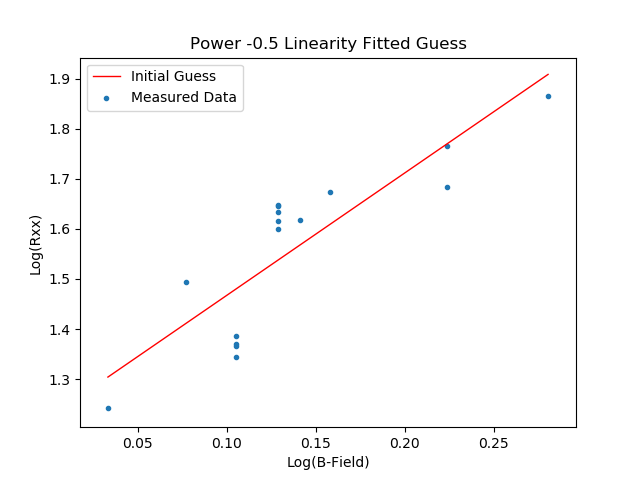 Power -0.5 Linearity Fitted Guess
Initial Guess
Measured Data
Log(Rxx)
1.9
1.8
1.7
1.6
1.5
1.4
1.3
0.05 0.10 0.15 0.20 0.25
Log(B-Field)